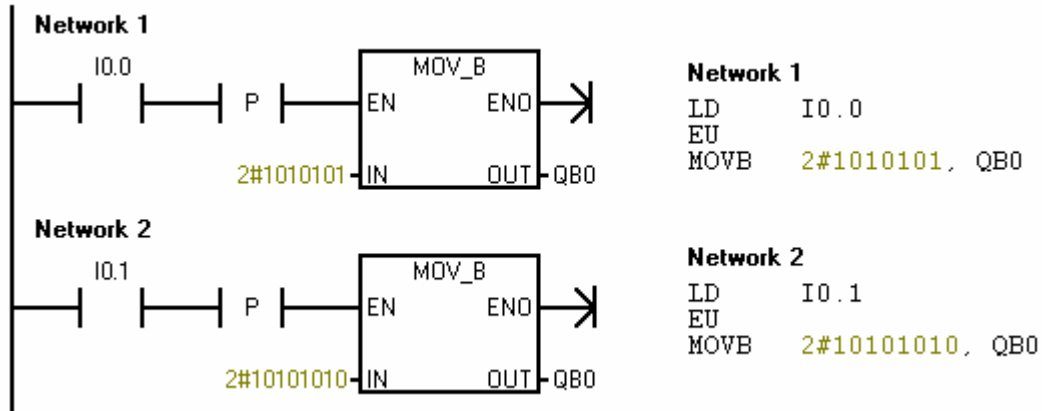 Network 1
I0.0
P
MOV_B
EN ENO
2#1010101 IN OUT QB0
Network 2
I0.1
P
MOV_B
EN ENO
2#10101010 IN OUT QB0
Network 1
LD I0.0
EU
MOVB 2#1010101, QB0
Network 2
LD I0.1
EU
MOVB 2#10101010, QB0